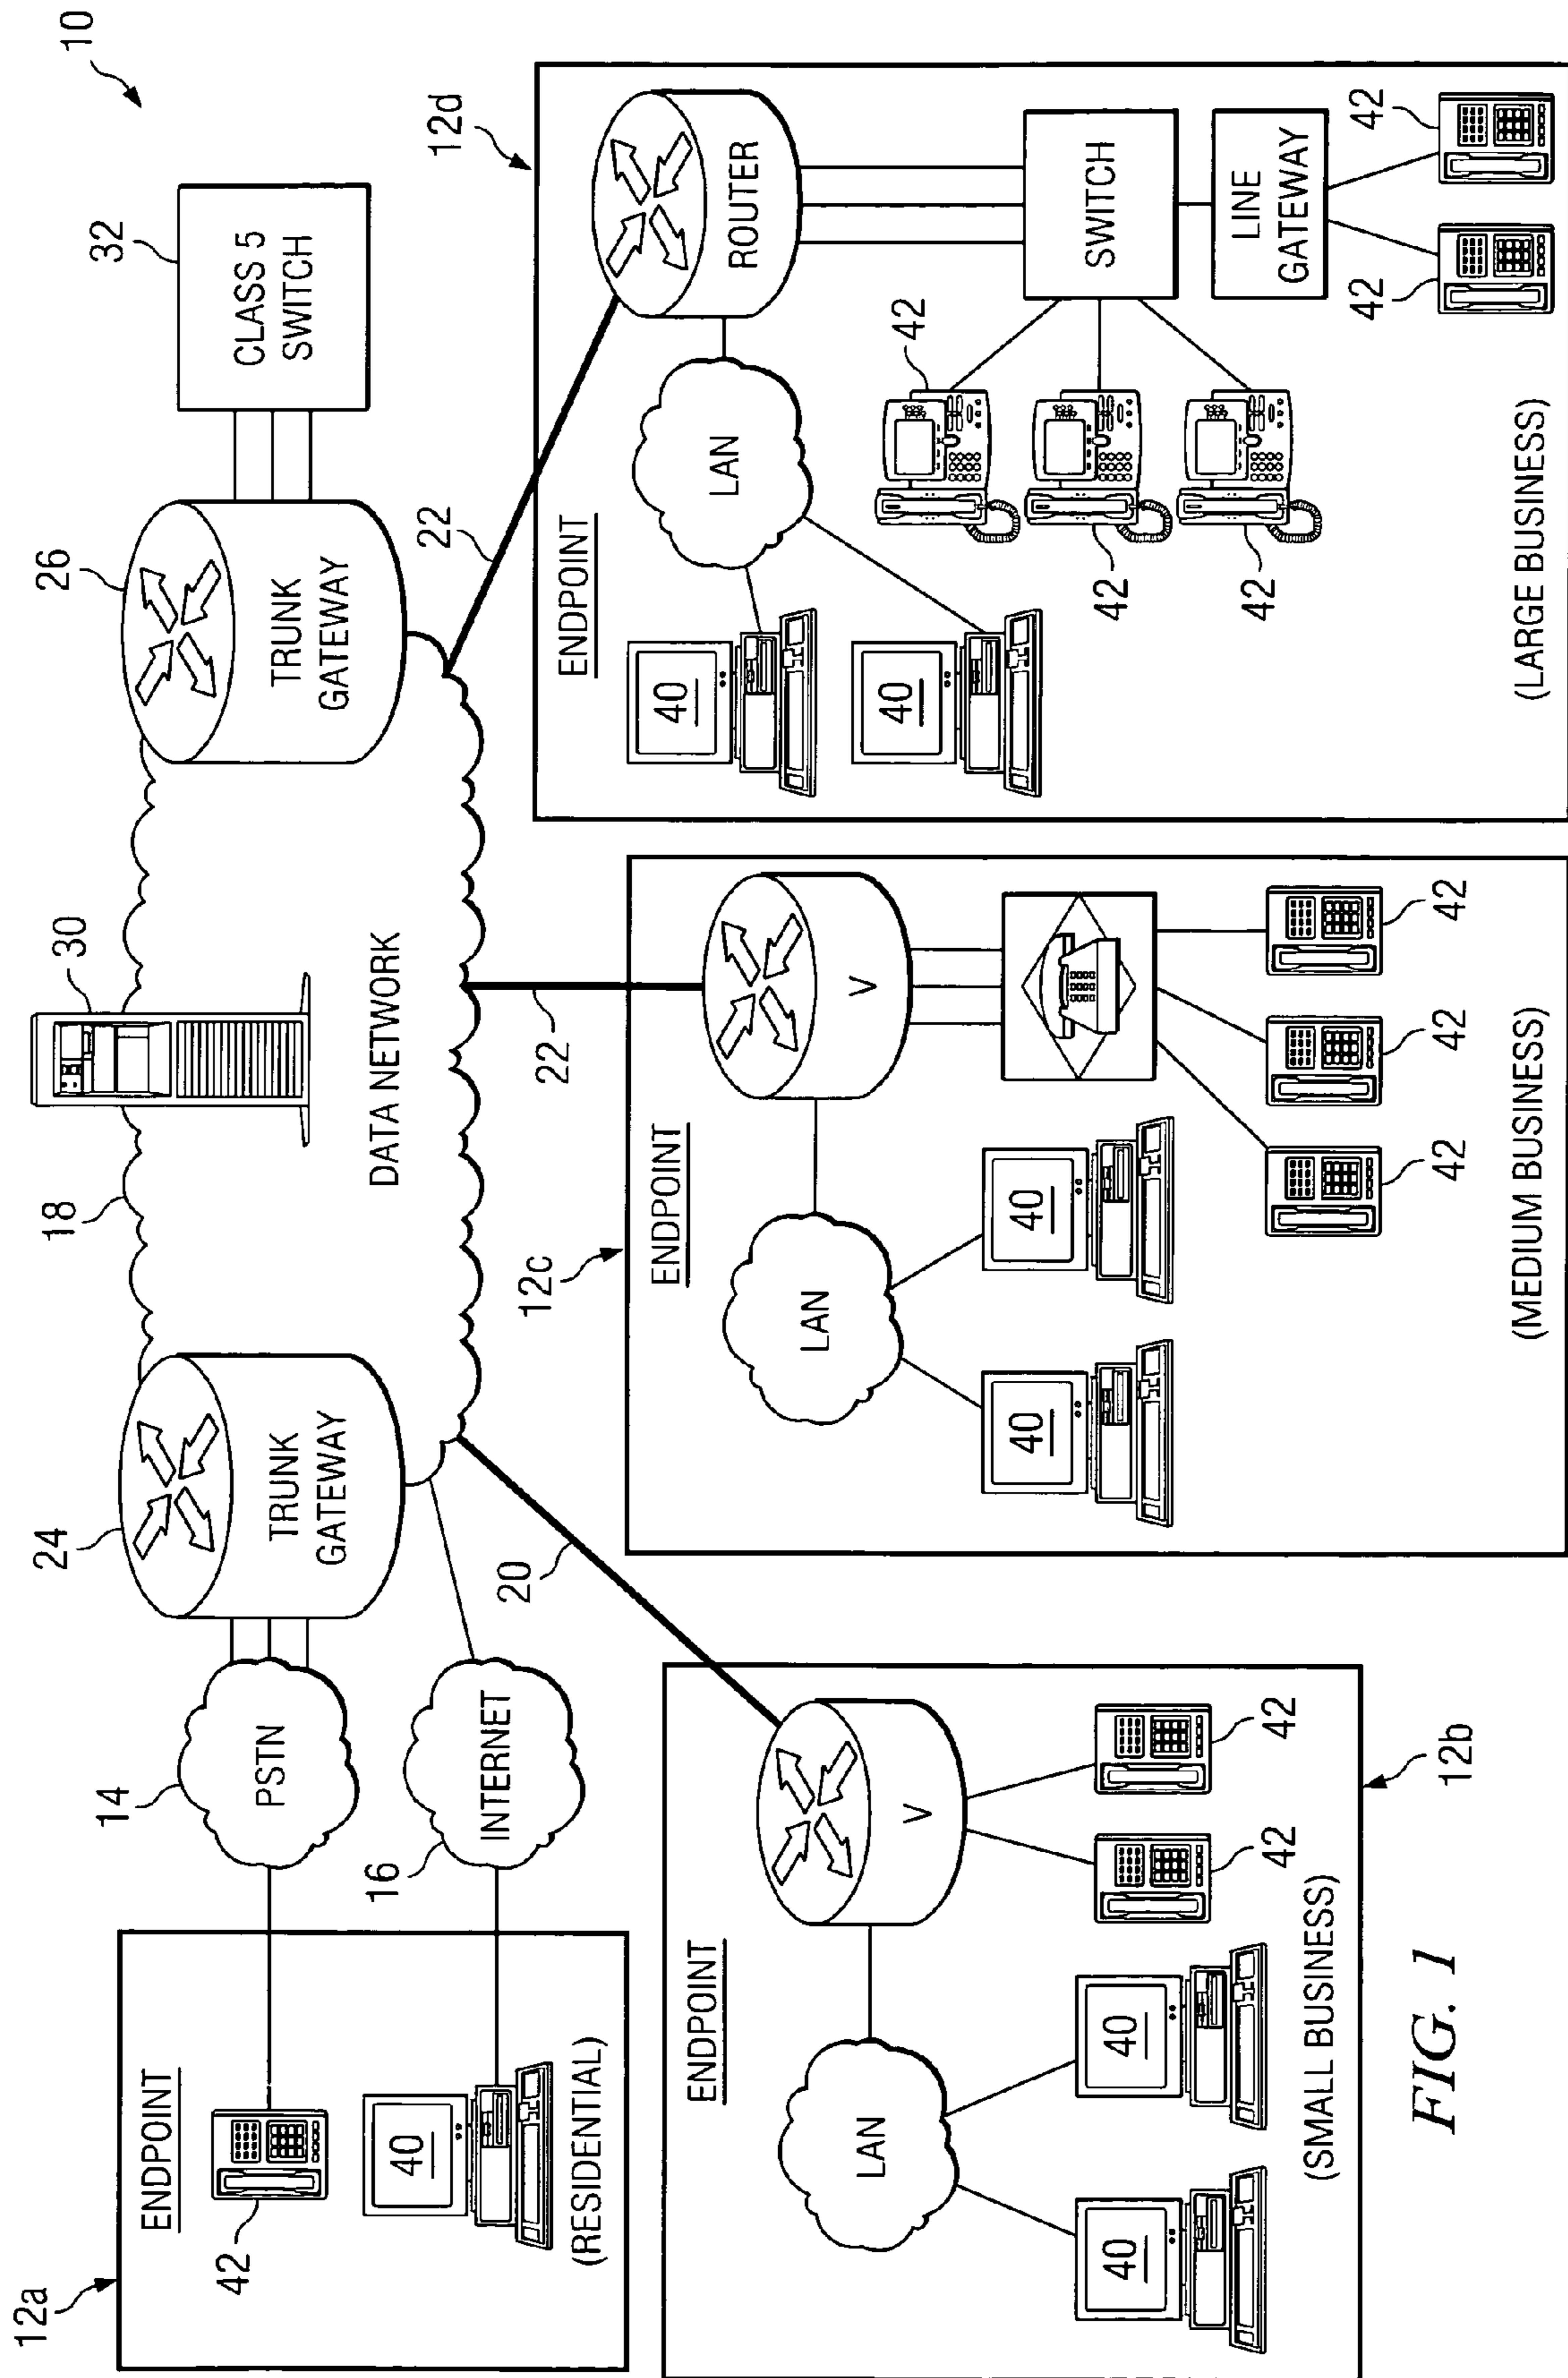 10
12a
ENDPOINT
42
40
(RESIDENTIAL)
14
PSTN
16
INTERNET
24
TRUNK
GATEWAY
18
30
DATA NETWORK
26
TRUNK
GATEWAY
32
CLASS 5
SWITCH
20
22
22
12b
ENDPOINT
LAN
V
40
40
42
42
(SMALL BUSINESS)
12c
ENDPOINT
LAN
V
40
40
42
42
42
(MEDIUM BUSINESS)
12d
ENDPOINT
LAN
ROUTER
40
40
42
42
42
SWITCH
LINE
GATEWAY
42
42
(LARGE BUSINESS)
FIG. 1